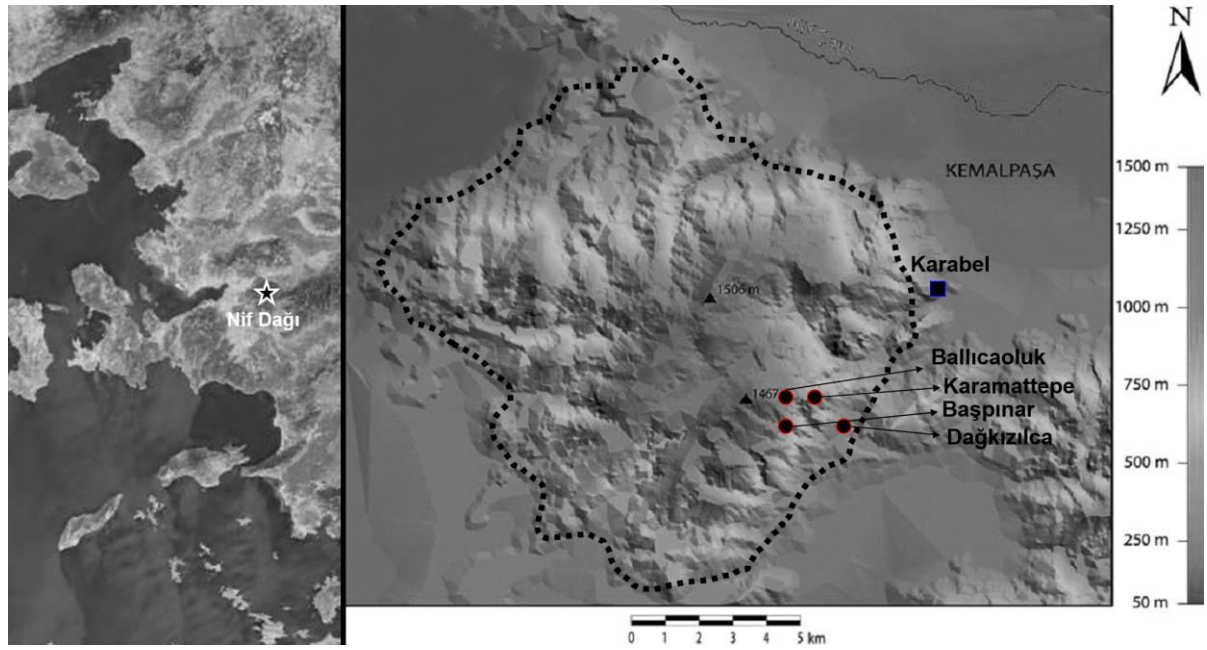 Nif Dağı
N
KEMALPAŞA
1500 m
1250 m
1000 m
750 m
500 m
250 m
50 m
Karabel
1506 m
Ballıcaoluk
1467
Karamattepe
Başpınar
Dağkızılca
0 1 2 3 4 5 km